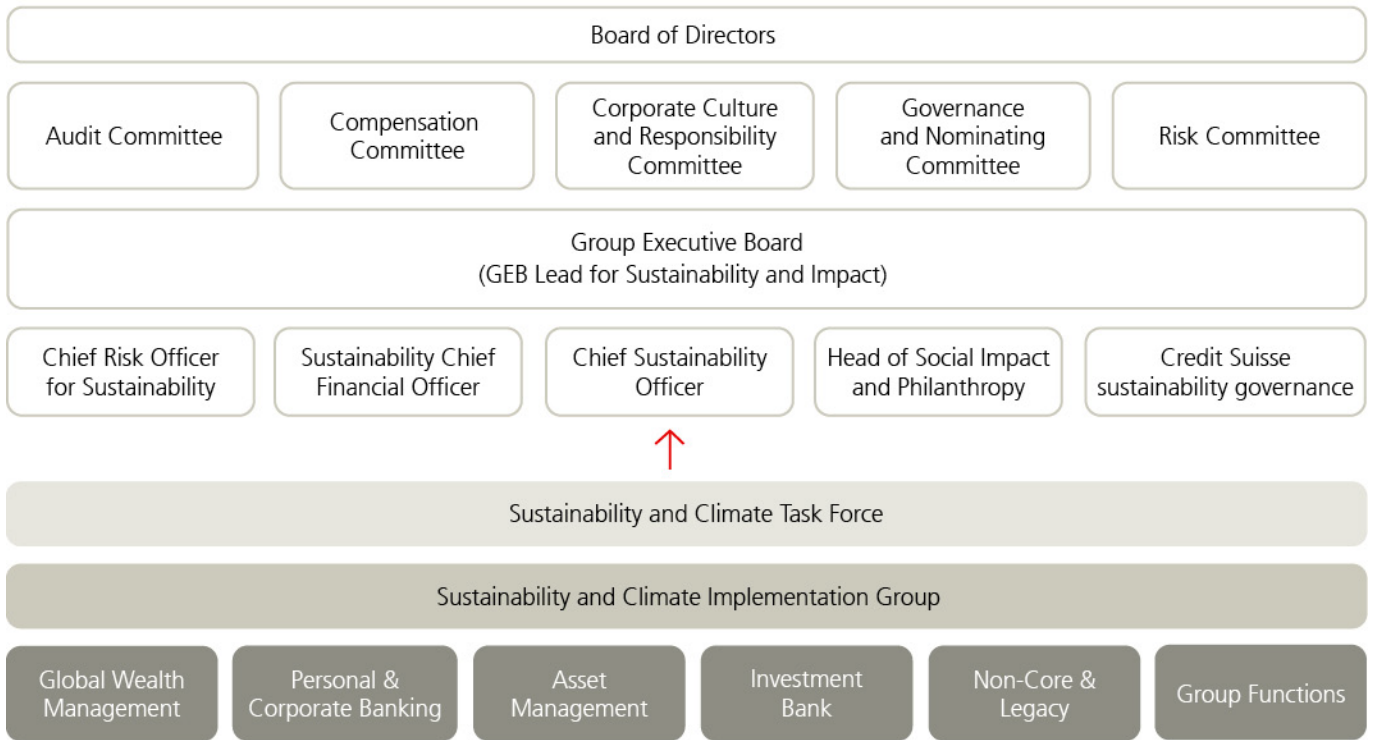 Board of Directors
Audit Committee
Compensation
Committee
Corporate Culture
and Responsibility
Committee
Governance
and Nominating
Committee
Risk Committee
Group Executive Board
(GEB Lead for Sustainability and Impact)
Chief Risk Officer
for Sustainability
Sustainability Chief
Financial Officer
Chief Sustainability
Officer
Head of Social Impact
and Philanthropy
Credit Suisse
sustainability governance
Sustainability and Climate Task Force
Sustainability and Climate Implementation Group
Global Wealth
Management
Personal &
Corporate Banking
Asset
Management
Investment
Bank
Non-Core &
Legacy
Group Functions